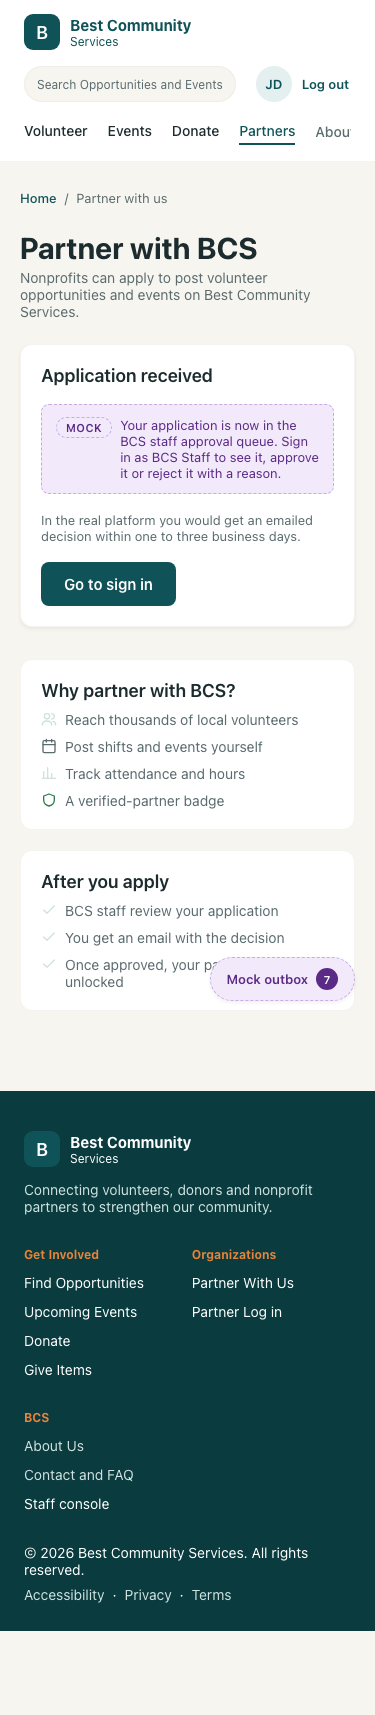 B
Best Community
Services
Search Opportunities and Events
JD
Log out
Volunteer Events Donate Partners
Home / Partner with us
Partner with BCS
Nonprofits can apply to post volunteer
opportunities and events on Best Community
Services.
Application received
MOCK
Your application is now in the
BCS staff approval queue. Sign
in as BCS Staff to see it, approve
it or reject it with a reason.
In the real platform you would get an emailed
decision within one to three business days.
Go to sign in
Why partner with BCS?
Reach thousands of local volunteers
Post shifts and events yourself
Track attendance and hours
A verified-partner badge
After you apply
BCS staff review your application
You get an email with the decision
Once approved, your
unlocked
Mock outbox 7
B
Best Community
Services
Connecting volunteers, donors and nonprofit
partners to strengthen our community.
Get Involved
Find Opportunities
Upcoming Events
Donate
Give Items
Organizations
Partner With Us
Partner Log in
BCS
About Us
Contact and FAQ
Staff console
© 2026 Best Community Services. All rights
reserved.
Accessibility · Privacy · Terms